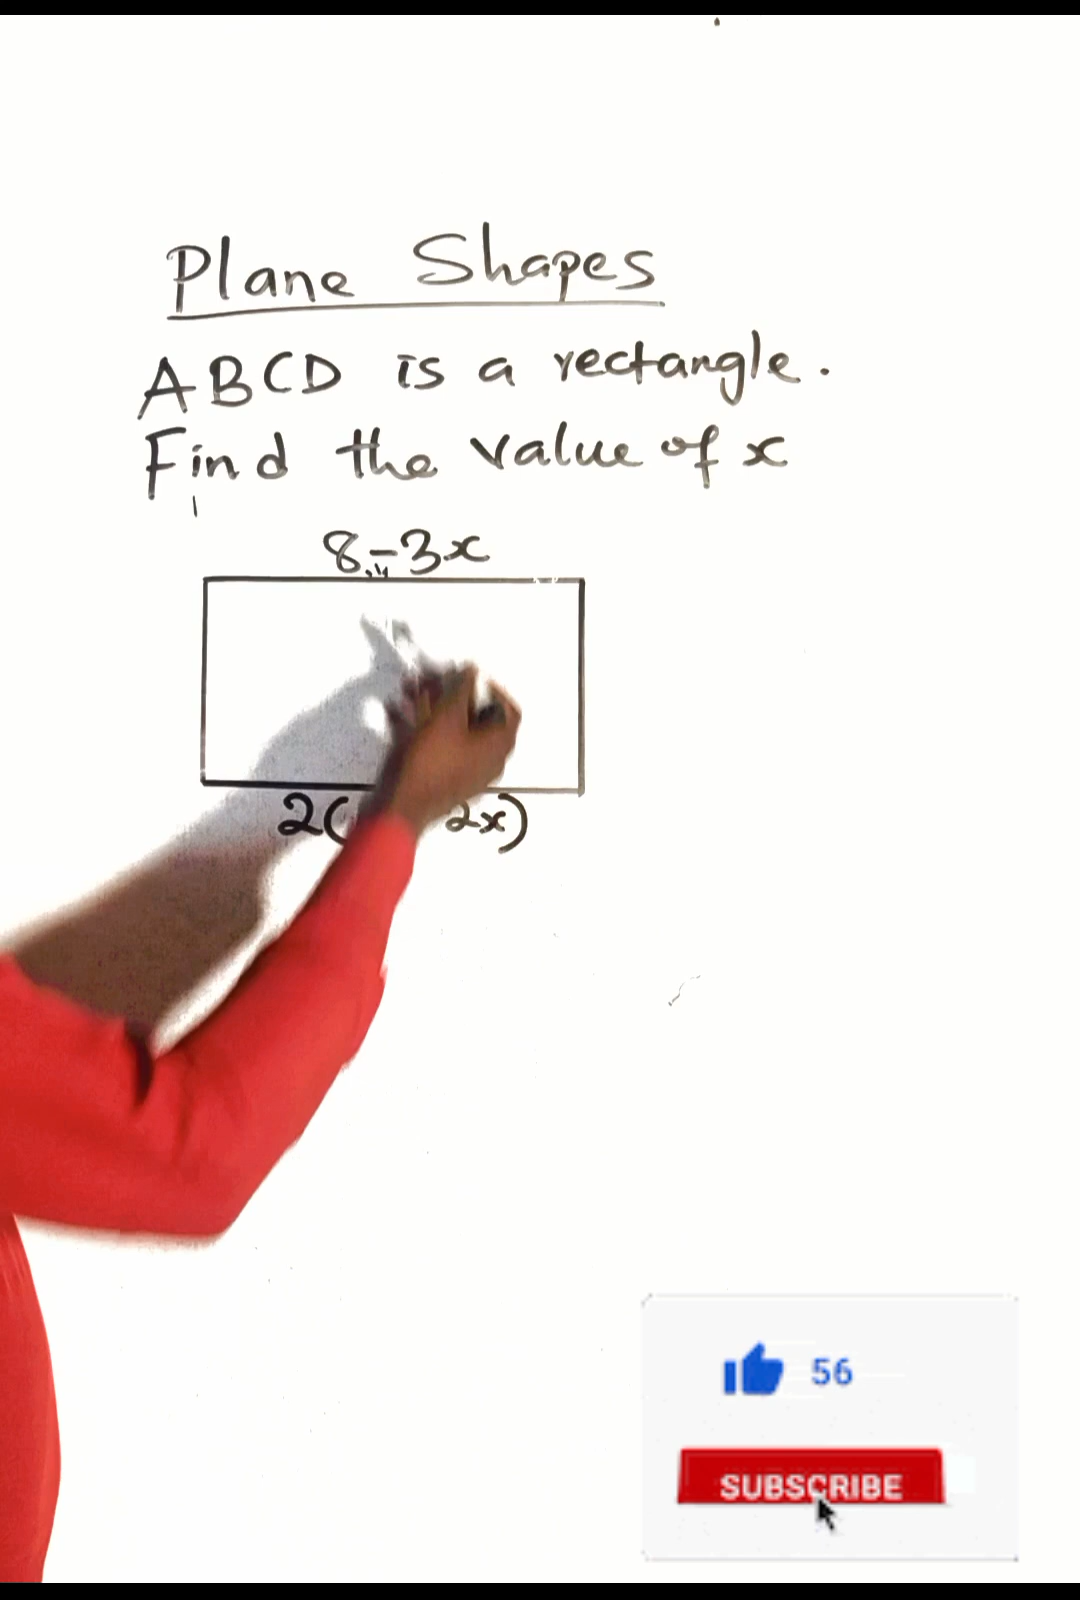 Plane Shapes
ABCD is a rectangle.
Find the value of x
8-3x
2( 2x)
56
SUBSCRIBE